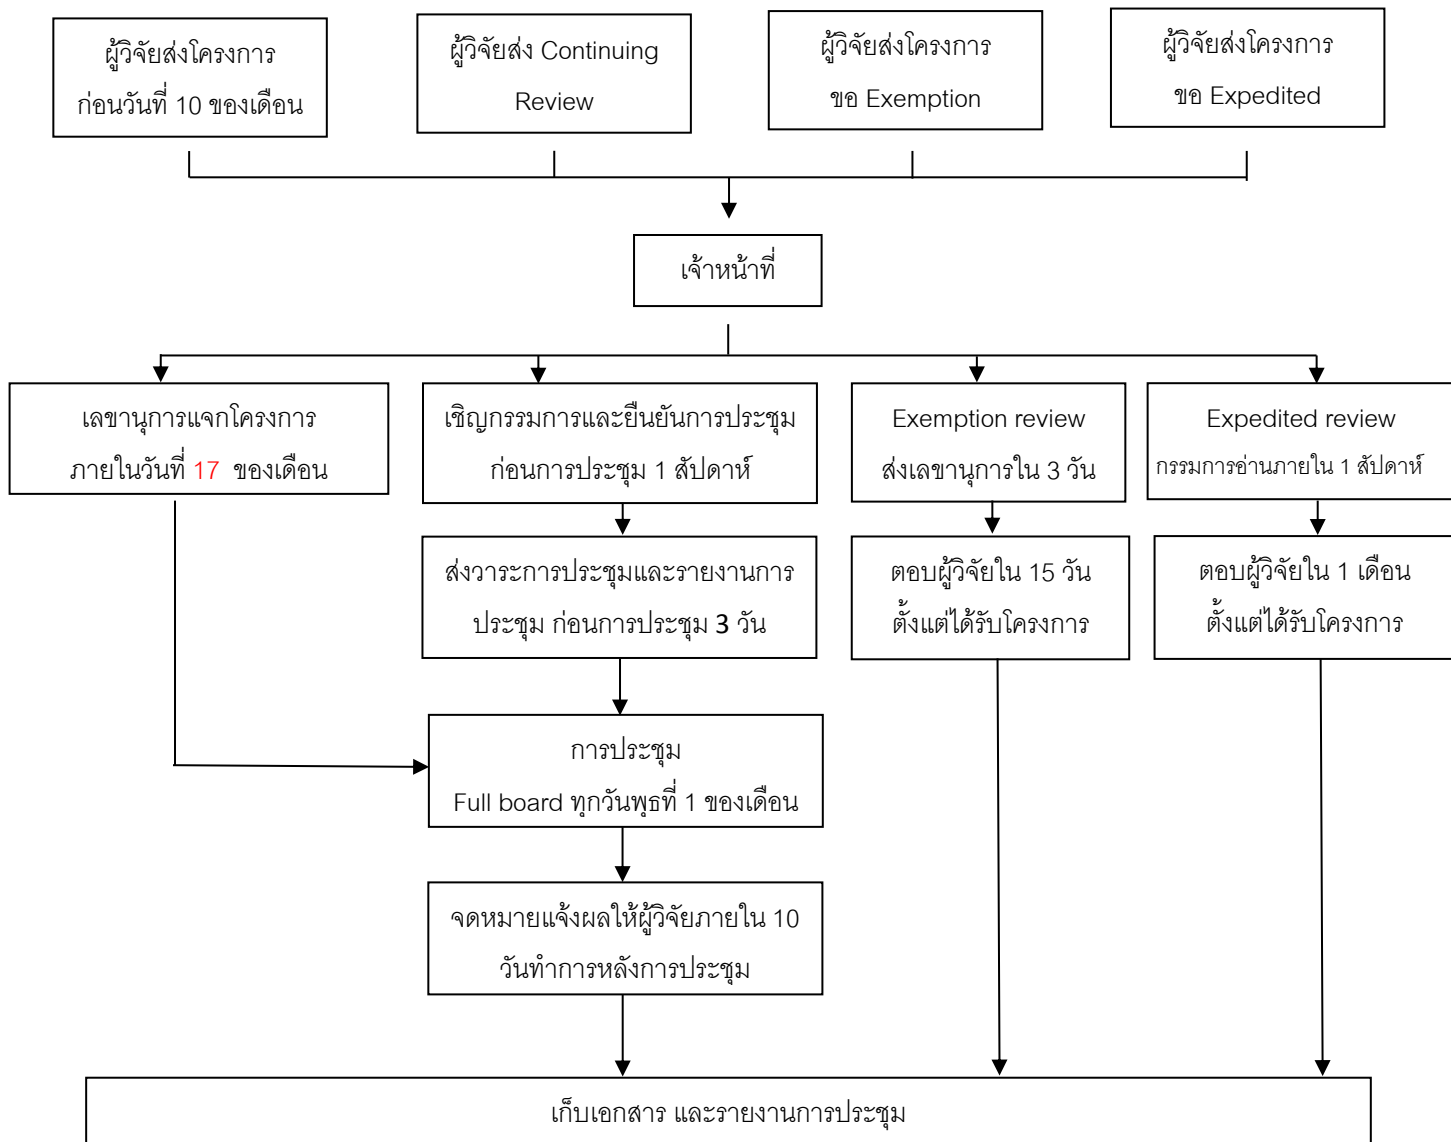 ผู้วิจัยส่งโครงการ
ก่อนวันที่ 10 ของเดือน
ผู้วิจัยส่ง Continuing
Review
ผู้วิจัยส่งโครงการ
ขอ Exemption
ผู้วิจัยส่งโครงการ
ขอ Expedited
เจ้าหน้าที่
เลขานุการแจกโครงการ
ภายในวันที่ 17 ของเดือน
เชิญกรรมการและยืนยันการประชุม
ก่อนการประชุม 1 สัปดาห์
Exemption review
ส่งเลขานุการใน 3 วัน
Expedited review
กรรมการอ่านภายใน 1 สัปดาห์
ส่งวาระการประชุมและรายงานการ
ประชุม ก่อนการประชุม 3 วัน
ตอบผู้วิจัยใน 15 วัน
ตั้งแต่ได้รับโครงการ
ตอบผู้วิจัยใน 1 เดือน
ตั้งแต่ได้รับโครงการ
การประชุม
Full board ทุกวันพุธที่ 1 ของเดือน
จดหมายแจ้งผลให้ผู้วิจัยภายใน 10
วันทำการหลังการประชุม
เก็บเอกสาร และรายงานการประชุม